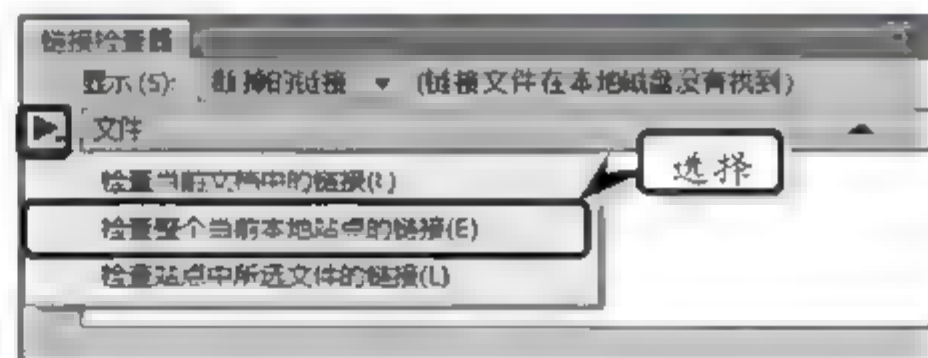 链接检查器
显示(S): 断掉的链接 (链接文件在本地磁盘没有找到)
文件
选择
检查当前文档中的链接(L)
检查整个当前本地站点的链接(E)
检查站点中所选文件的链接(L)